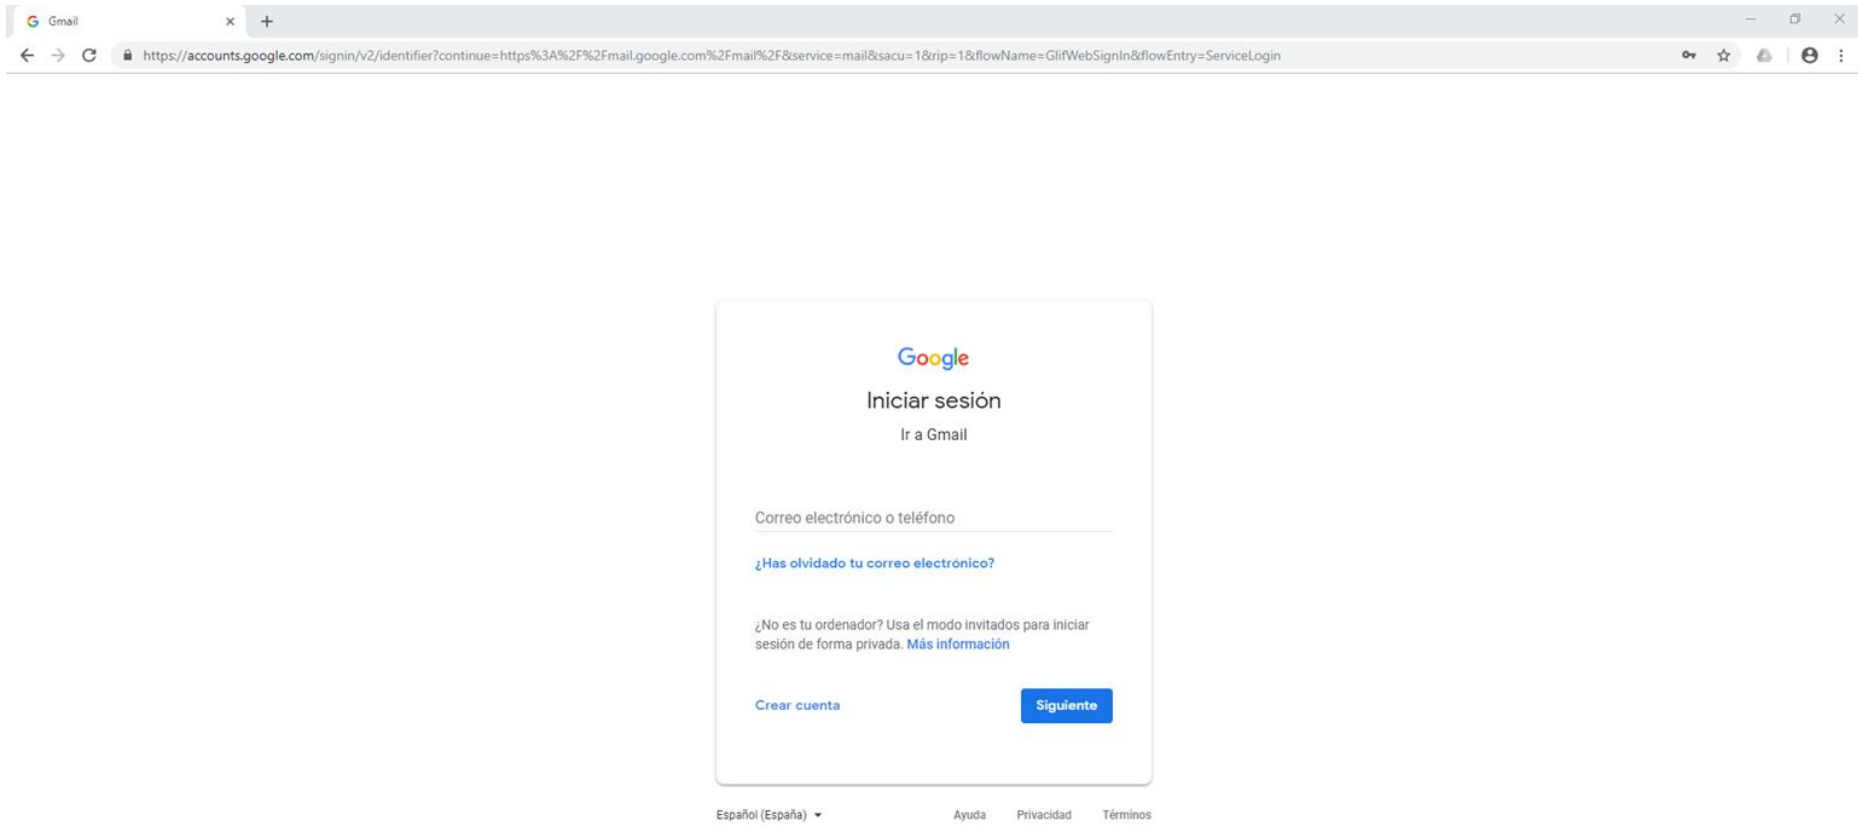 Gmail
https://accounts.google.com/signin/v2/identifier?continue=https%3A%2F%2Fmail.google.com%2Fmail%2F&service=mail&sacu=1&rip=1&flowName=GlifWebSignIn&flowEntry=ServiceLogin
Google
Iniciar sesión
Ir a Gmail
Correo electrónico o teléfono
¿Has olvidado tu correo electrónico?
¿No es tu ordenador? Usa el modo invitados para iniciar
sesión de forma privada. Más información
Crear cuenta Siguiente
Español (España) Ayuda Privacidad Términos